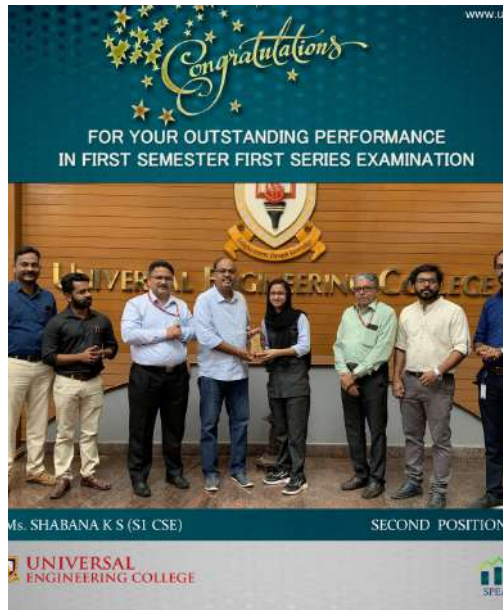 www.u
Congratulations
FOR YOUR OUTSTANDING PERFORMANCE
IN FIRST SEMESTER FIRST SERIES EXAMINATION
UNIVERSAL ENGINEERING COLLEGE
Ms. SHABANA K S (S1 CSE)
SECOND POSITION
UNIVERSAL
ENGINEERING COLLEGE